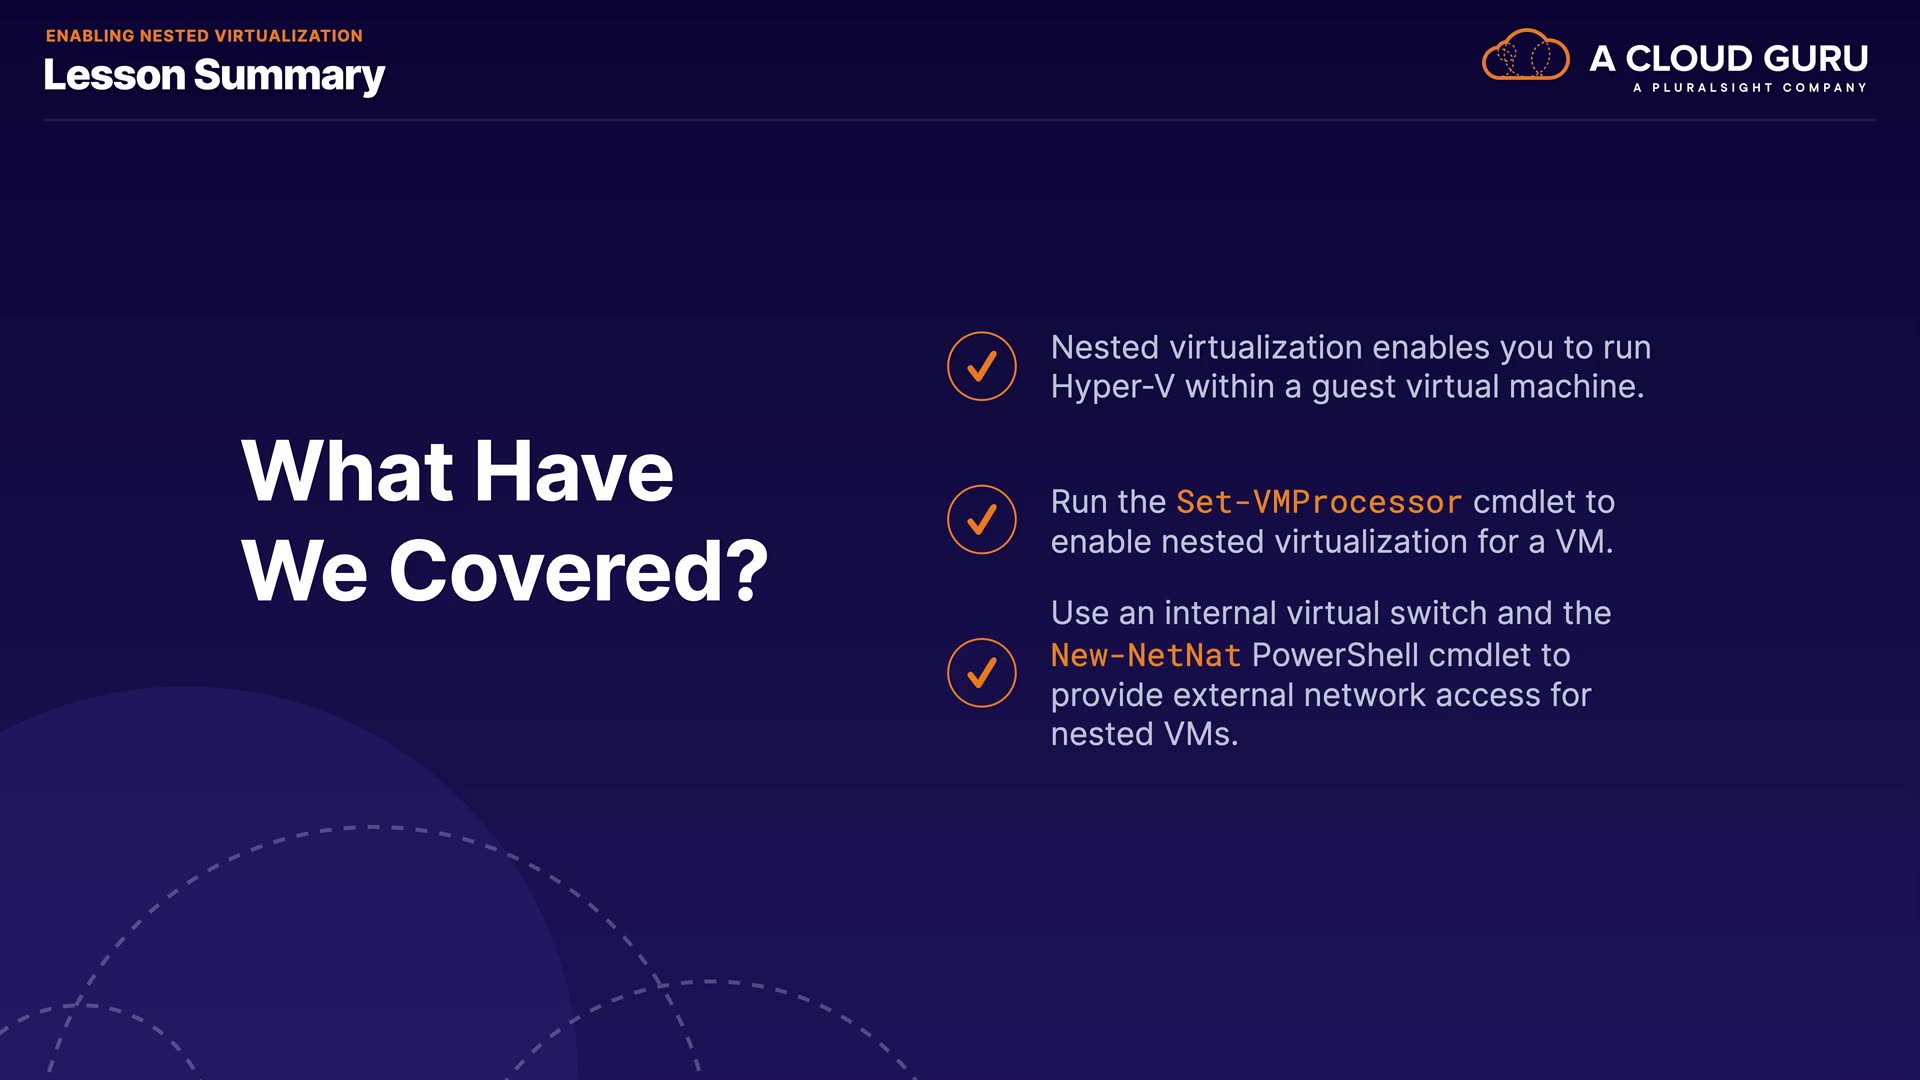 ENABLING NESTED VIRTUALIZATION
Lesson Summary
A CLOUD GURU
A PLURALSIGHT COMPANY
What Have
We Covered?
Nested virtualization enables you to run
Hyper-V within a guest virtual machine.
Run the Set-VMProcessor cmdlet to
enable nested virtualization for a VM.
Use an internal virtual switch and the
New-NetNat PowerShell cmdlet to
provide external network access for
nested VMs.